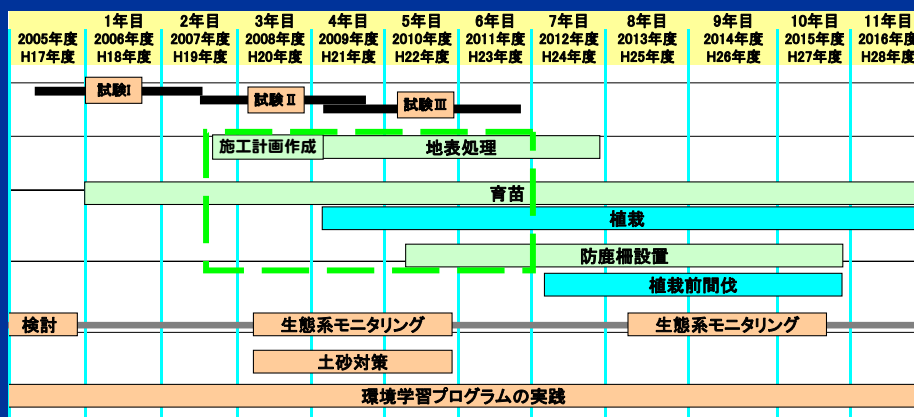 1年目 2年目 3年目 4年目 5年目 6年目 7年目 8年目 9年目 10年目 11年目
2005年度 2006年度 2007年度 2008年度 2009年度 2010年度 2011年度 2012年度 2013年度 2014年度 2015年度 2016年度
H17年度 H18年度 H19年度 H20年度 H21年度 H22年度 H23年度 H24年度 H25年度 H26年度 H27年度 H28年度
試験Ⅰ
試験Ⅱ
試験Ⅲ
施工計画作成 地表処理
育苗
植栽
防鹿柵設置
植栽前間伐
検討 生態系モニタリング 生態系モニタリング
土砂対策
環境学習プログラムの実践